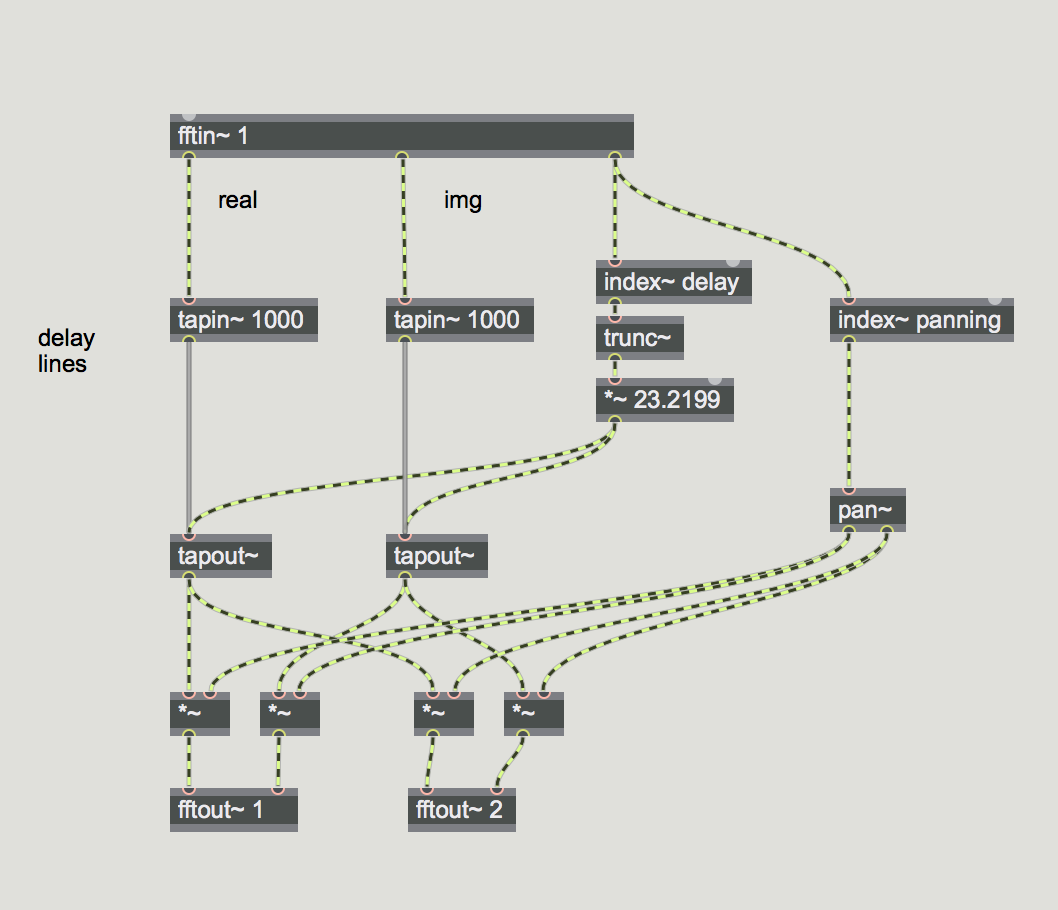 fftin~ 1
real
img
index~ delay
tapin~ 1000
tapin~ 1000
index~ panning
delay
lines
trunc~
*~ 23.2199
pan~
tapout~
tapout~
*~
*~
*~
*~
fftout~ 1
fftout~ 2